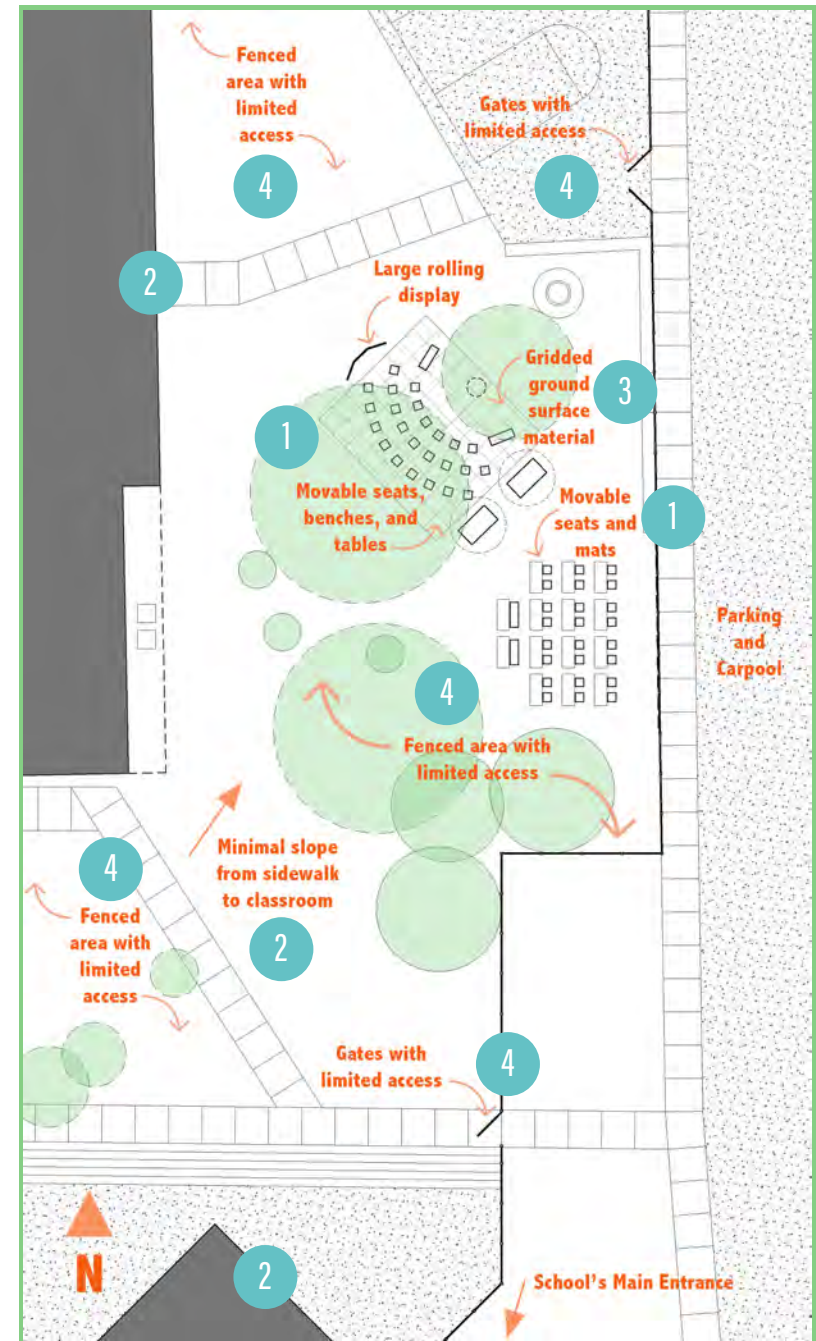 Fenced
area with
limited
access
4
Gates with
limited access
4
2
Large rolling
display
Gridded
ground
surface
material
3
1
Movable seats,
benches, and
tables
Movable
seats and
mats
1
Parking
and
Carpool
4
Fenced area with
limited access
Minimal slope
from sidewalk
to classroom
2
4
Fenced
area with
limited
access
Gates with
limited access
4
N
2
School's Main Entrance